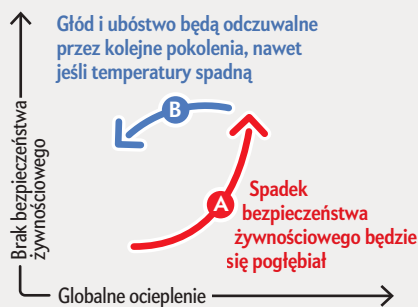 Głód i ubóstwo będą odczuwalne
przez kolejne pokolenia, nawet
jeśli temperatury spadną
B
A
Spadek
bezpieczeństwa
żywnościowego będzie
się pogłębiał
Brak bezpieczeństwa
żywnościowego
Globalne ocieplenie